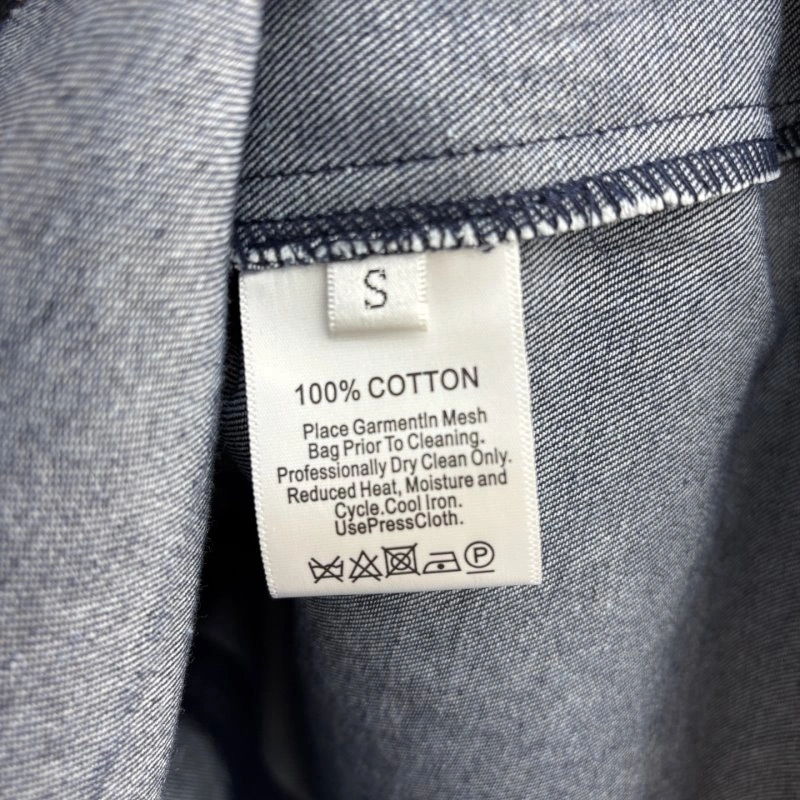 S
100% COTTON
Place GarmentIn Mesh
Bag Prior To Cleaning.
Professionally Dry Clean Only.
Reduced Heat, Moisture and
Cycle.Cool Iron.
UsePressCloth.
P